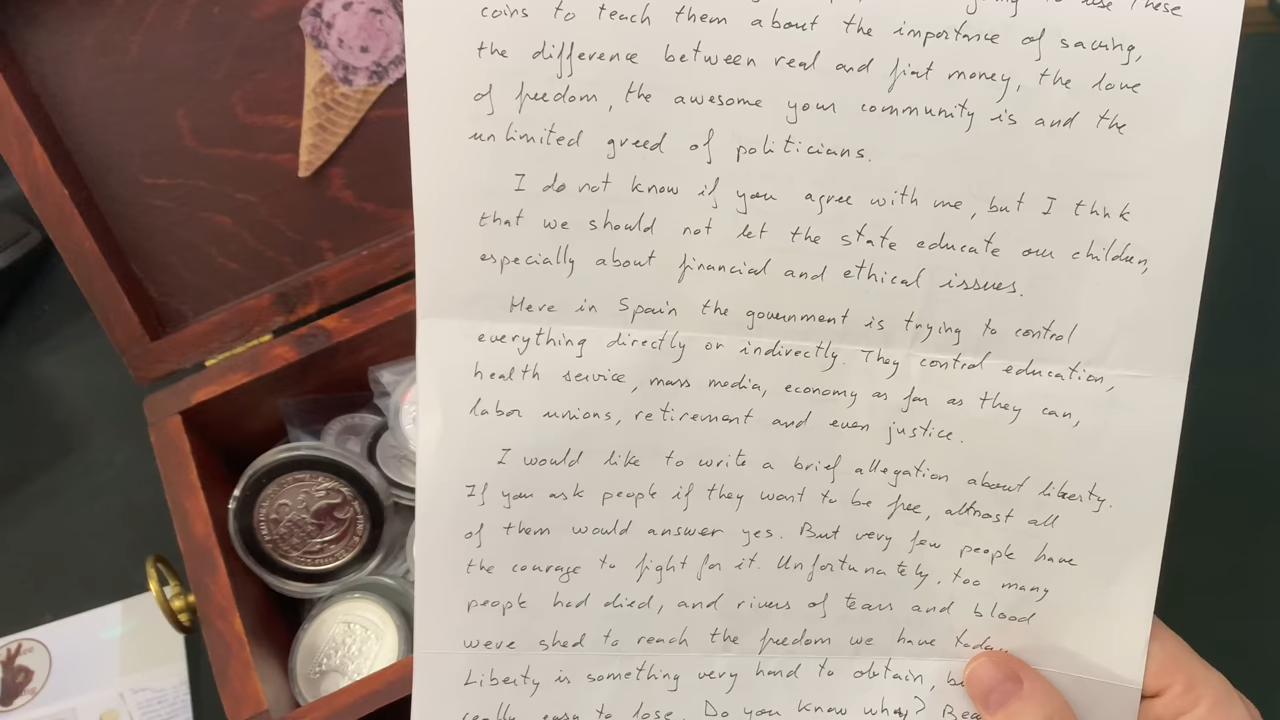 to use these
coins to teach them about the importance of saving,
the difference between real and fiat money, the love
of freedom, the awesome your community is and the
unlimited greed of politicians.
I do not know if you agree with me, but I think
that we should not let the state educate our children,
especially about financial and ethical issues.
Here in Spain the government is trying to control
everything directly or indirectly. They control education,
health service, mass media, economy as far as they can,
labor unions, retirement and even justice.
I would like to write a brief allegation about liberty.
If you ask people if they want to be free, almost all
of them would answer yes. But very few people have
the courage to fight for it. Unfortunately, too many
people had died, and rivers of tears and blood
were shed to reach the freedom we have today.
Liberty is something very hard to obtain,
really easy to lose. Do you know why?